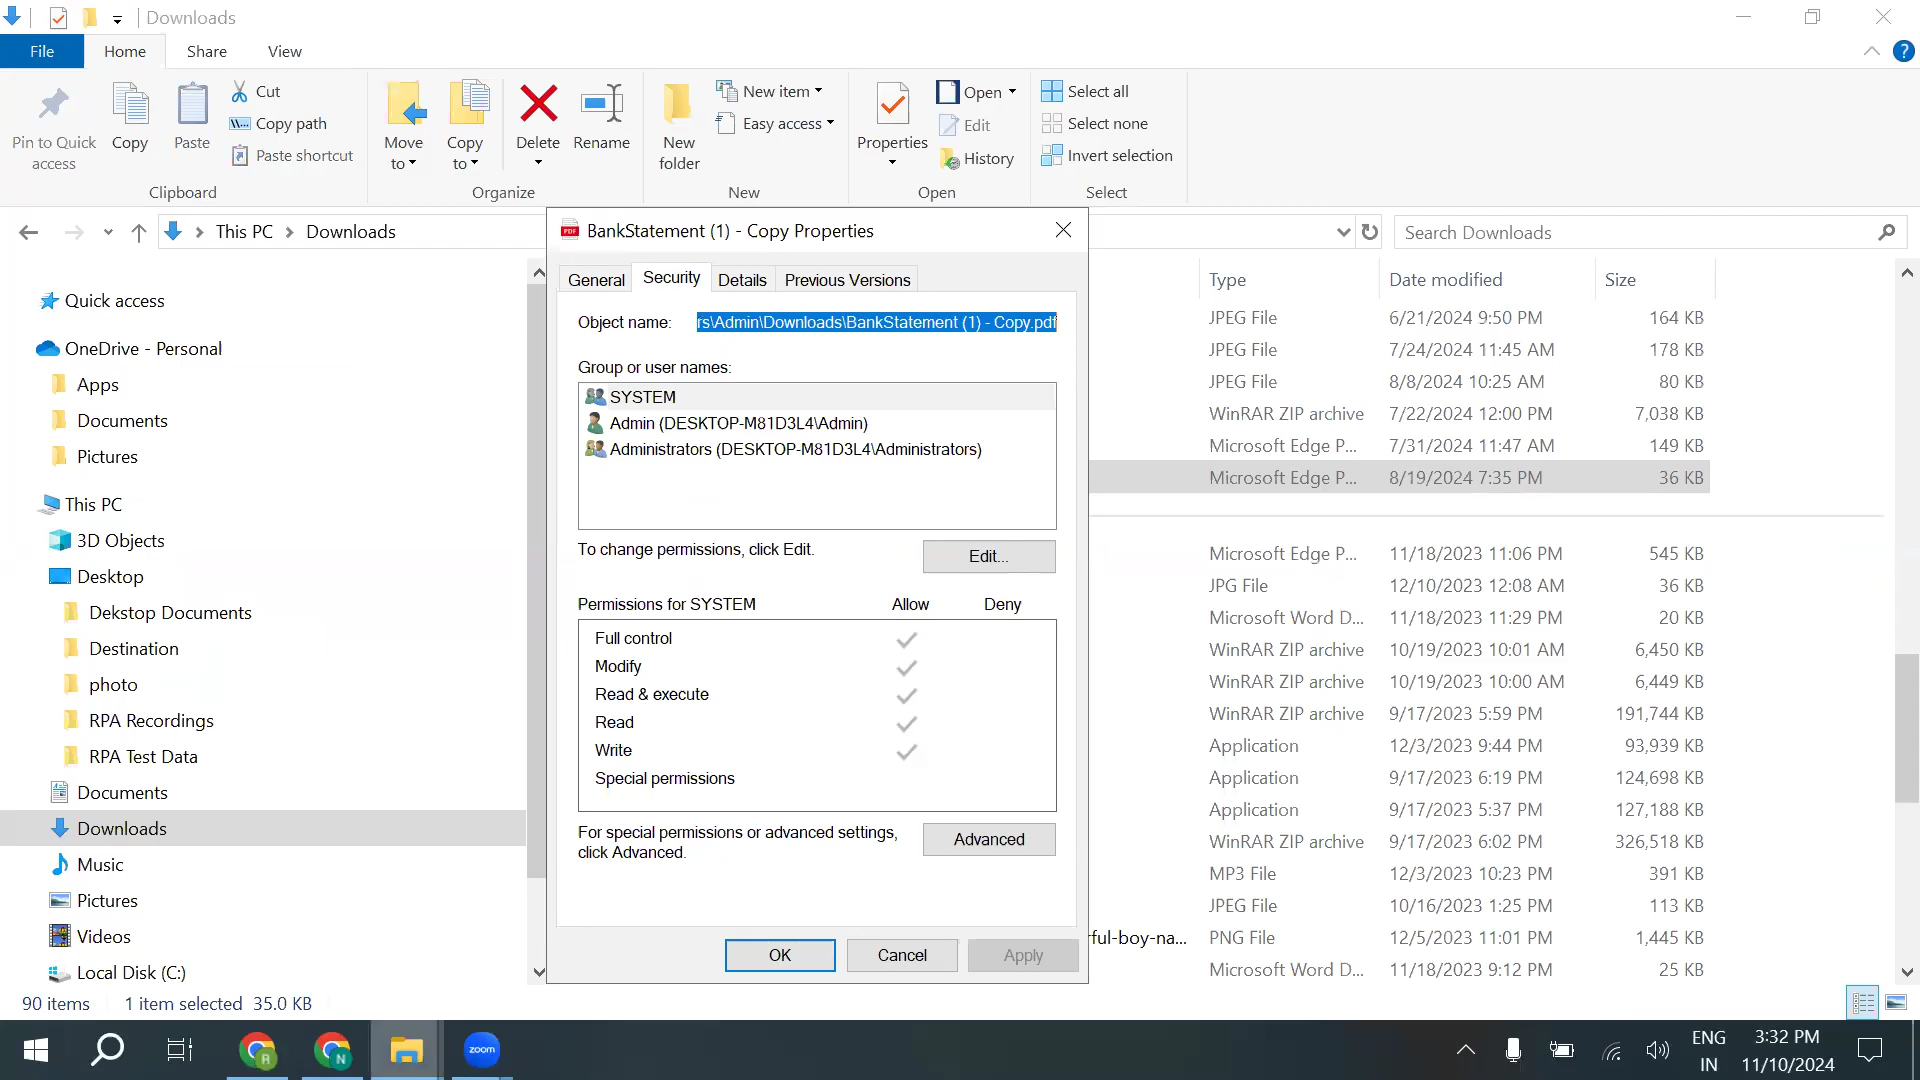 Downloads
File
Home
Share
View
Pin to Quick access
Copy
Paste
Cut
Copy path
Paste shortcut
Clipboard
Move to
Copy to
Delete
Rename
Organize
New folder
New item
Easy access
New
Properties
Open
Edit
History
Open
Select all
Select none
Invert selection
Select
This PC
Downloads
Search Downloads
Quick access
OneDrive - Personal
Apps
Documents
Pictures
This PC
3D Objects
Desktop
Dekstop Documents
Destination
photo
RPA Recordings
RPA Test Data
Documents
Downloads
Music
Pictures
Videos
Local Disk (C:)
BankStatement (1) - Copy Properties
General
Security
Details
Previous Versions
Object name: rs\Admin\Downloads\BankStatement (1) - Copy.pdf
Group or user names:
SYSTEM
Admin (DESKTOP-M81D3L4\Admin)
Administrators (DESKTOP-M81D3L4\Administrators)
To change permissions, click Edit.
Edit...
Permissions for SYSTEM Allow Deny
Full control
Modify
Read & execute
Read
Write
Special permissions
For special permissions or advanced settings,
click Advanced.
Advanced
OK
Cancel
Apply
Type Date modified Size
JPEG File 6/21/2024 9:50 PM 164 KB
JPEG File 7/24/2024 11:45 AM 178 KB
JPEG File 8/8/2024 10:25 AM 80 KB
WinRAR ZIP archive 7/22/2024 12:00 PM 7,038 KB
Microsoft Edge P... 7/31/2024 11:47 AM 149 KB
Microsoft Edge P... 8/19/2024 7:35 PM 36 KB
Microsoft Edge P... 11/18/2023 11:06 PM 545 KB
JPG File 12/10/2023 12:08 AM 36 KB
Microsoft Word D... 11/18/2023 11:29 PM 20 KB
WinRAR ZIP archive 10/19/2023 10:01 AM 6,450 KB
WinRAR ZIP archive 10/19/2023 10:00 AM 6,449 KB
WinRAR ZIP archive 9/17/2023 5:59 PM 191,744 KB
Application 12/3/2023 9:44 PM 93,939 KB
Application 9/17/2023 6:19 PM 124,698 KB
Application 9/17/2023 5:37 PM 127,188 KB
WinRAR ZIP archive 9/17/2023 6:02 PM 326,518 KB
MP3 File 12/3/2023 10:23 PM 391 KB
JPEG File 10/16/2023 1:25 PM 113 KB
rful-boy-na... PNG File 12/5/2023 11:01 PM 1,445 KB
Microsoft Word D... 11/18/2023 9:12 PM 25 KB
90 items 1 item selected 35.0 KB
R
N
zoom
ENG
IN
3:32 PM
11/10/2024